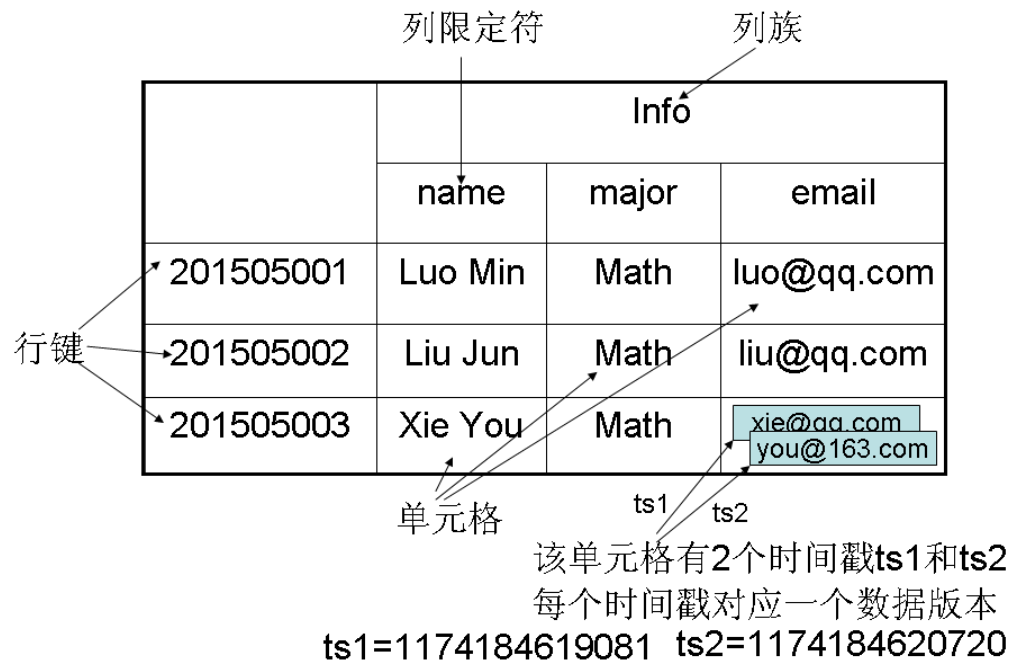 列限定符 列族
Info
name major email
201505001 Luo Min Math luo@qq.com
行键
201505002 Liu Jun Math liu@qq.com
201505003 Xie You Math xie@qq.com
you@163.com
单元格 ts1 ts2
该单元格有2个时间戳ts1和ts2
每个时间戳对应一个数据版本
ts1=1174184619081 ts2=1174184620720